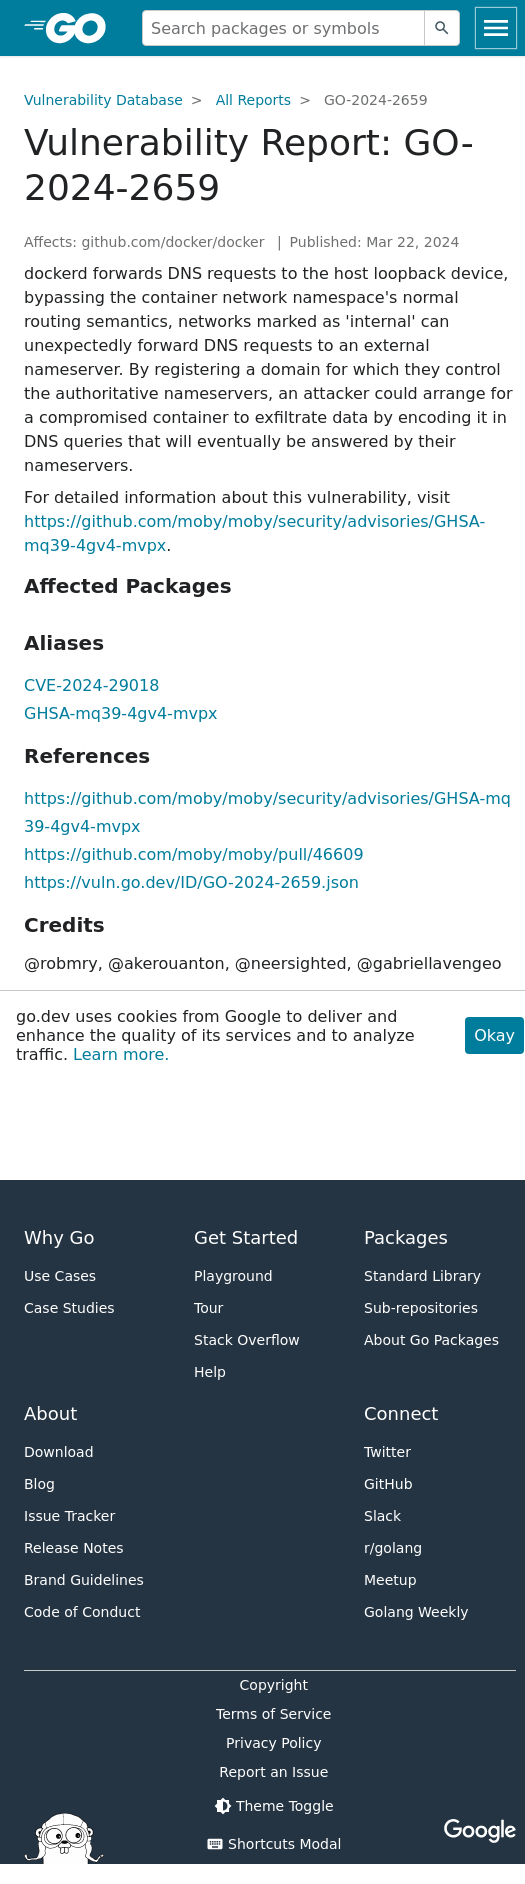 GO
Search packages or symbols
Vulnerability Database > All Reports > GO-2024-2659
Vulnerability Report: GO-
2024-2659
Affects: github.com/docker/docker | Published: Mar 22, 2024
dockerd forwards DNS requests to the host loopback device,
bypassing the container network namespace's normal
routing semantics, networks marked as 'internal' can
unexpectedly forward DNS requests to an external
nameserver. By registering a domain for which they control
the authoritative nameservers, an attacker could arrange for
a compromised container to exfiltrate data by encoding it in
DNS queries that will eventually be answered by their
nameservers.
For detailed information about this vulnerability, visit
https://github.com/moby/moby/security/advisories/GHSA-
mq39-4gv4-mvpx.
Affected Packages
Aliases
CVE-2024-29018
GHSA-mq39-4gv4-mvpx
References
https://github.com/moby/moby/security/advisories/GHSA-mq
39-4gv4-mvpx
https://github.com/moby/moby/pull/46609
https://vuln.go.dev/ID/GO-2024-2659.json
Credits
@robmry, @akerouanton, @neersighted, @gabriellavengeo
go.dev uses cookies from Google to deliver and
enhance the quality of its services and to analyze
traffic. Learn more.
Okay
Why Go
Use Cases
Case Studies
Get Started
Playground
Tour
Stack Overflow
Help
Packages
Standard Library
Sub-repositories
About Go Packages
About
Download
Blog
Issue Tracker
Release Notes
Brand Guidelines
Code of Conduct
Connect
Twitter
GitHub
Slack
r/golang
Meetup
Golang Weekly
Copyright
Terms of Service
Privacy Policy
Report an Issue
Theme Toggle
Shortcuts Modal
Google